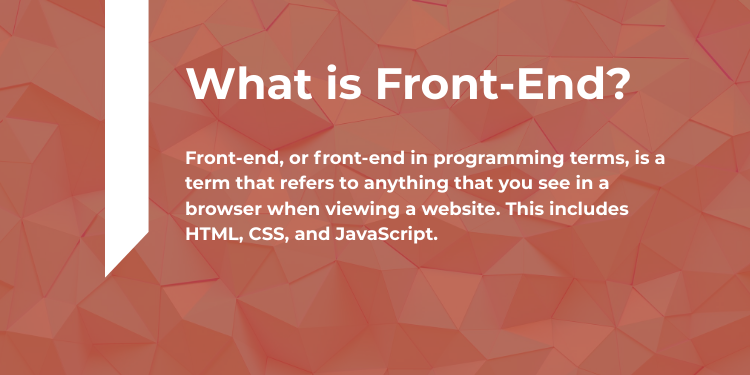 What is Front-End?
Front-end, or front-end in programming terms, is a
term that refers to anything that you see in a
browser when viewing a website. This includes
HTML, CSS, and JavaScript.